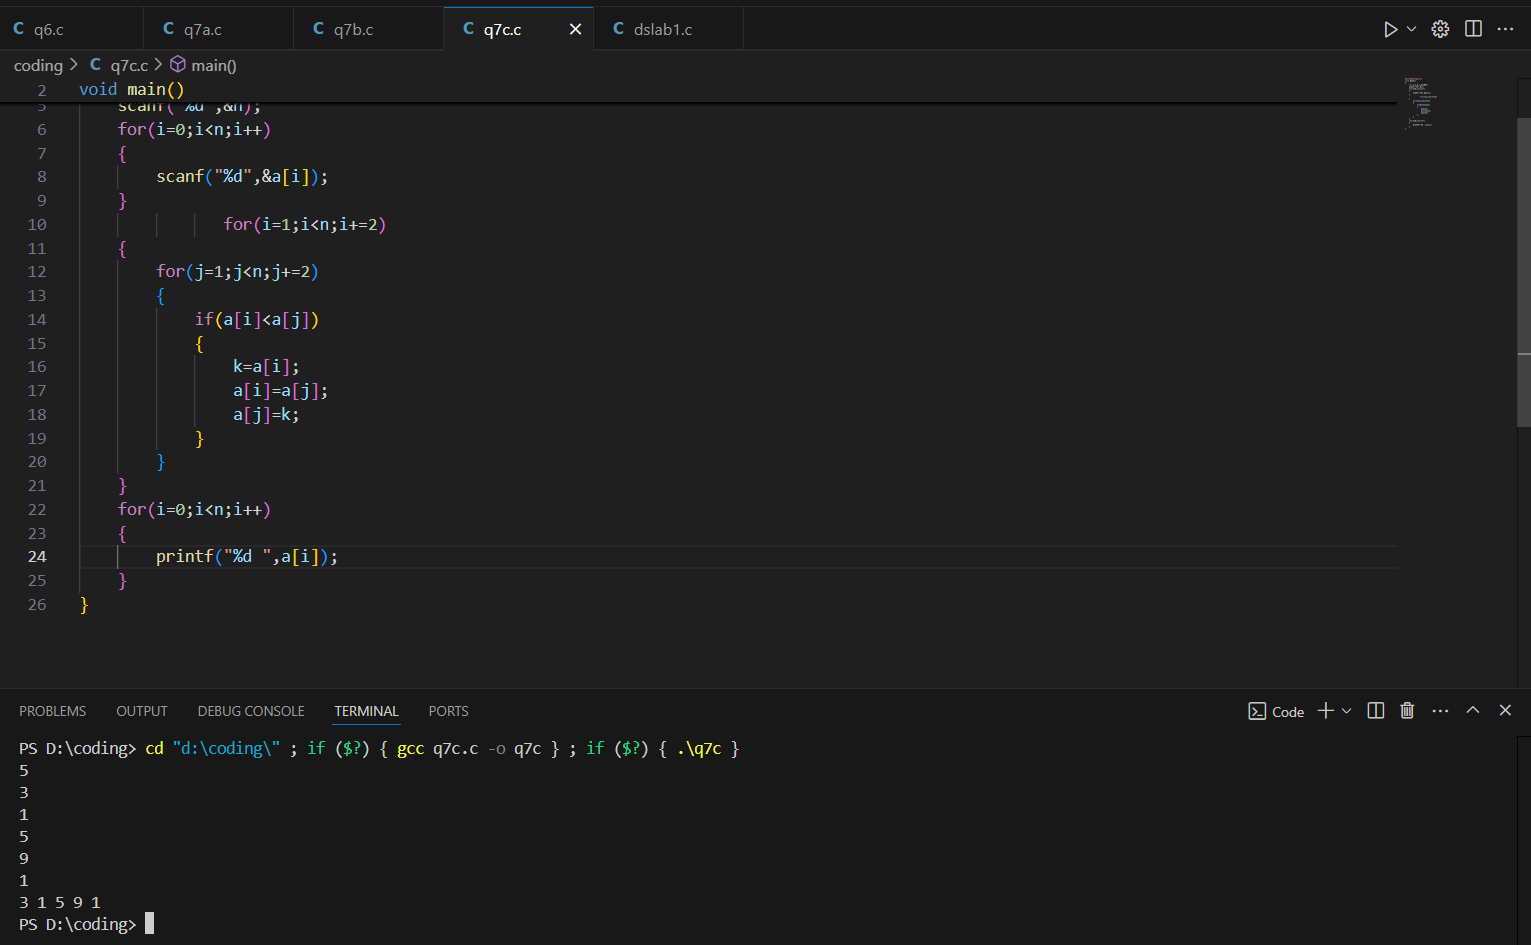 C q6.c C q7a.c C q7b.c C q7c.c C dslab1.c
coding > C q7c.c > main()
2 void main()
5 scanf("%d",&n);
6 for(i=0;i<n;i++)
7 {
8 scanf("%d",&a[i]);
9 }
10 for(i=1;i<n;i+=2)
11 {
12 for(j=1;j<n;j+=2)
13 {
14 if(a[i]<a[j])
15 {
16 k=a[i];
17 a[i]=a[j];
18 a[j]=k;
19 }
20 }
21 }
22 for(i=0;i<n;i++)
23 {
24 printf("%d ",a[i]);
25 }
26 }
PROBLEMS OUTPUT DEBUG CONSOLE TERMINAL PORTS Code
PS D:\coding> cd "d:\coding\" ; if ($?) { gcc q7c.c -o q7c } ; if ($?) { .\q7c }
5
3
1
5
9
1
3 1 5 9 1
PS D:\coding>